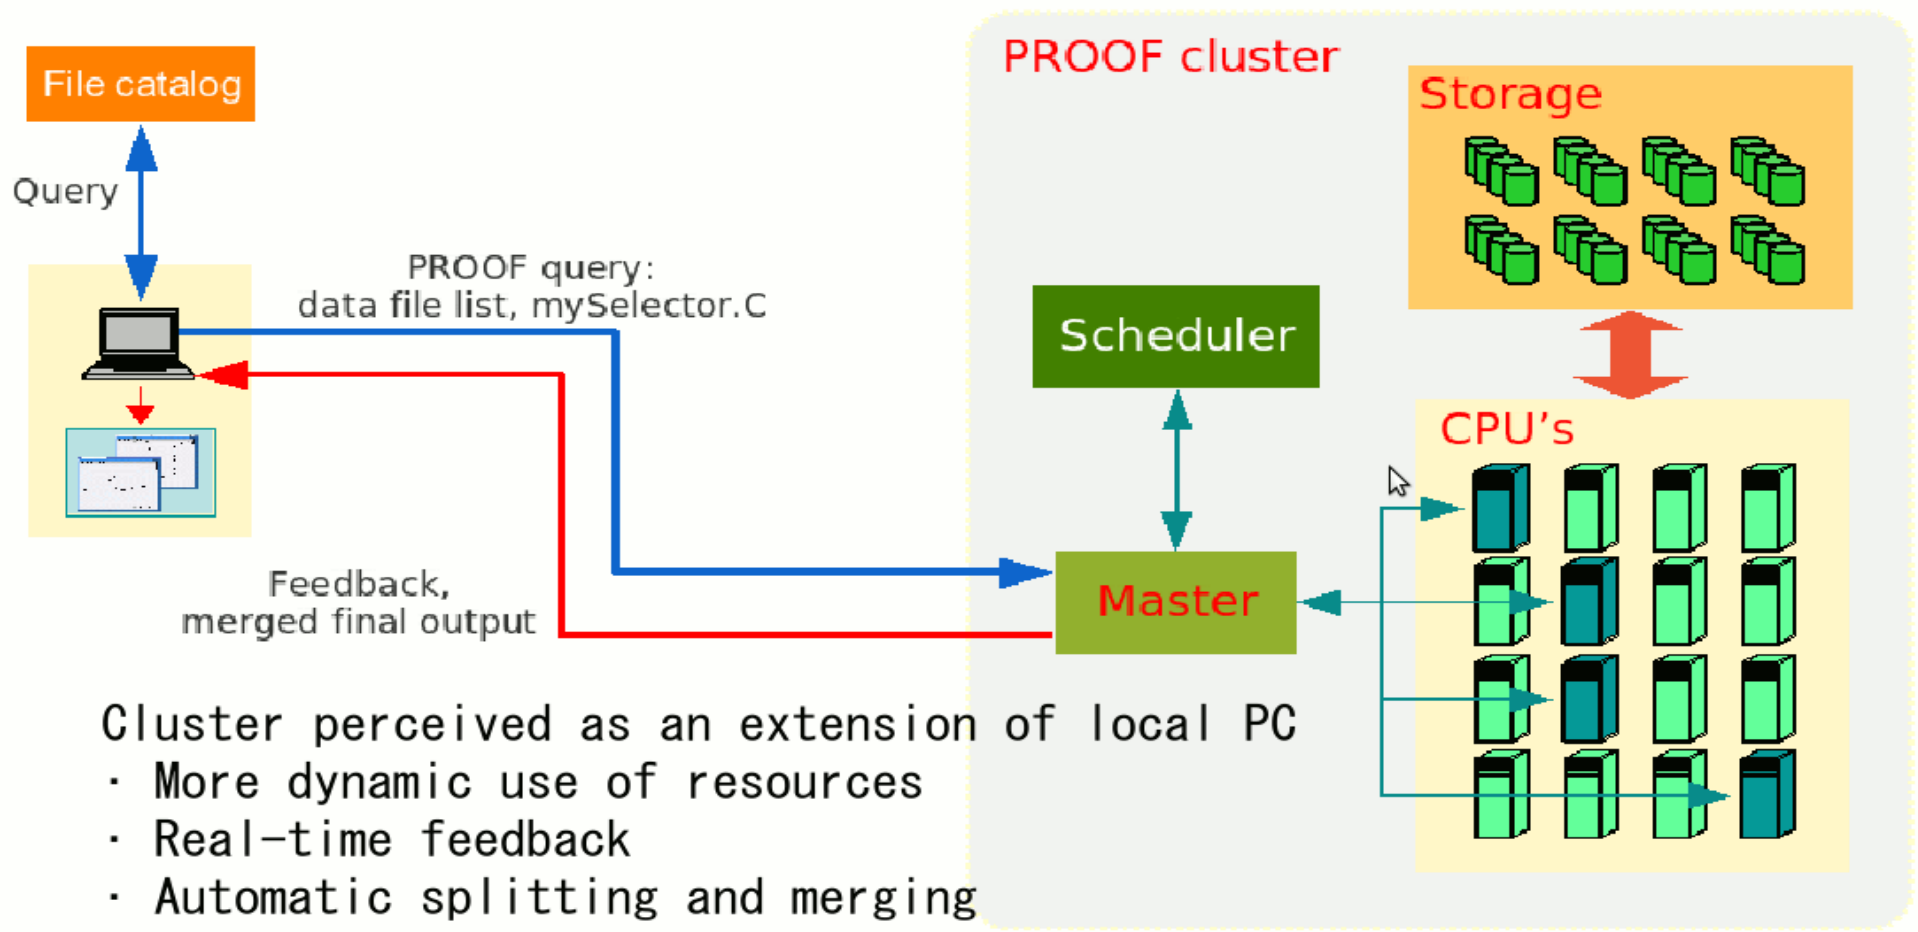 File catalog
Query
PROOF query:
data file list, mySelector.C
Feedback,
merged final output
PROOF cluster
Storage
Scheduler
CPU's
Master
Cluster perceived as an extension of local PC
· More dynamic use of resources
· Real-time feedback
· Automatic splitting and merging